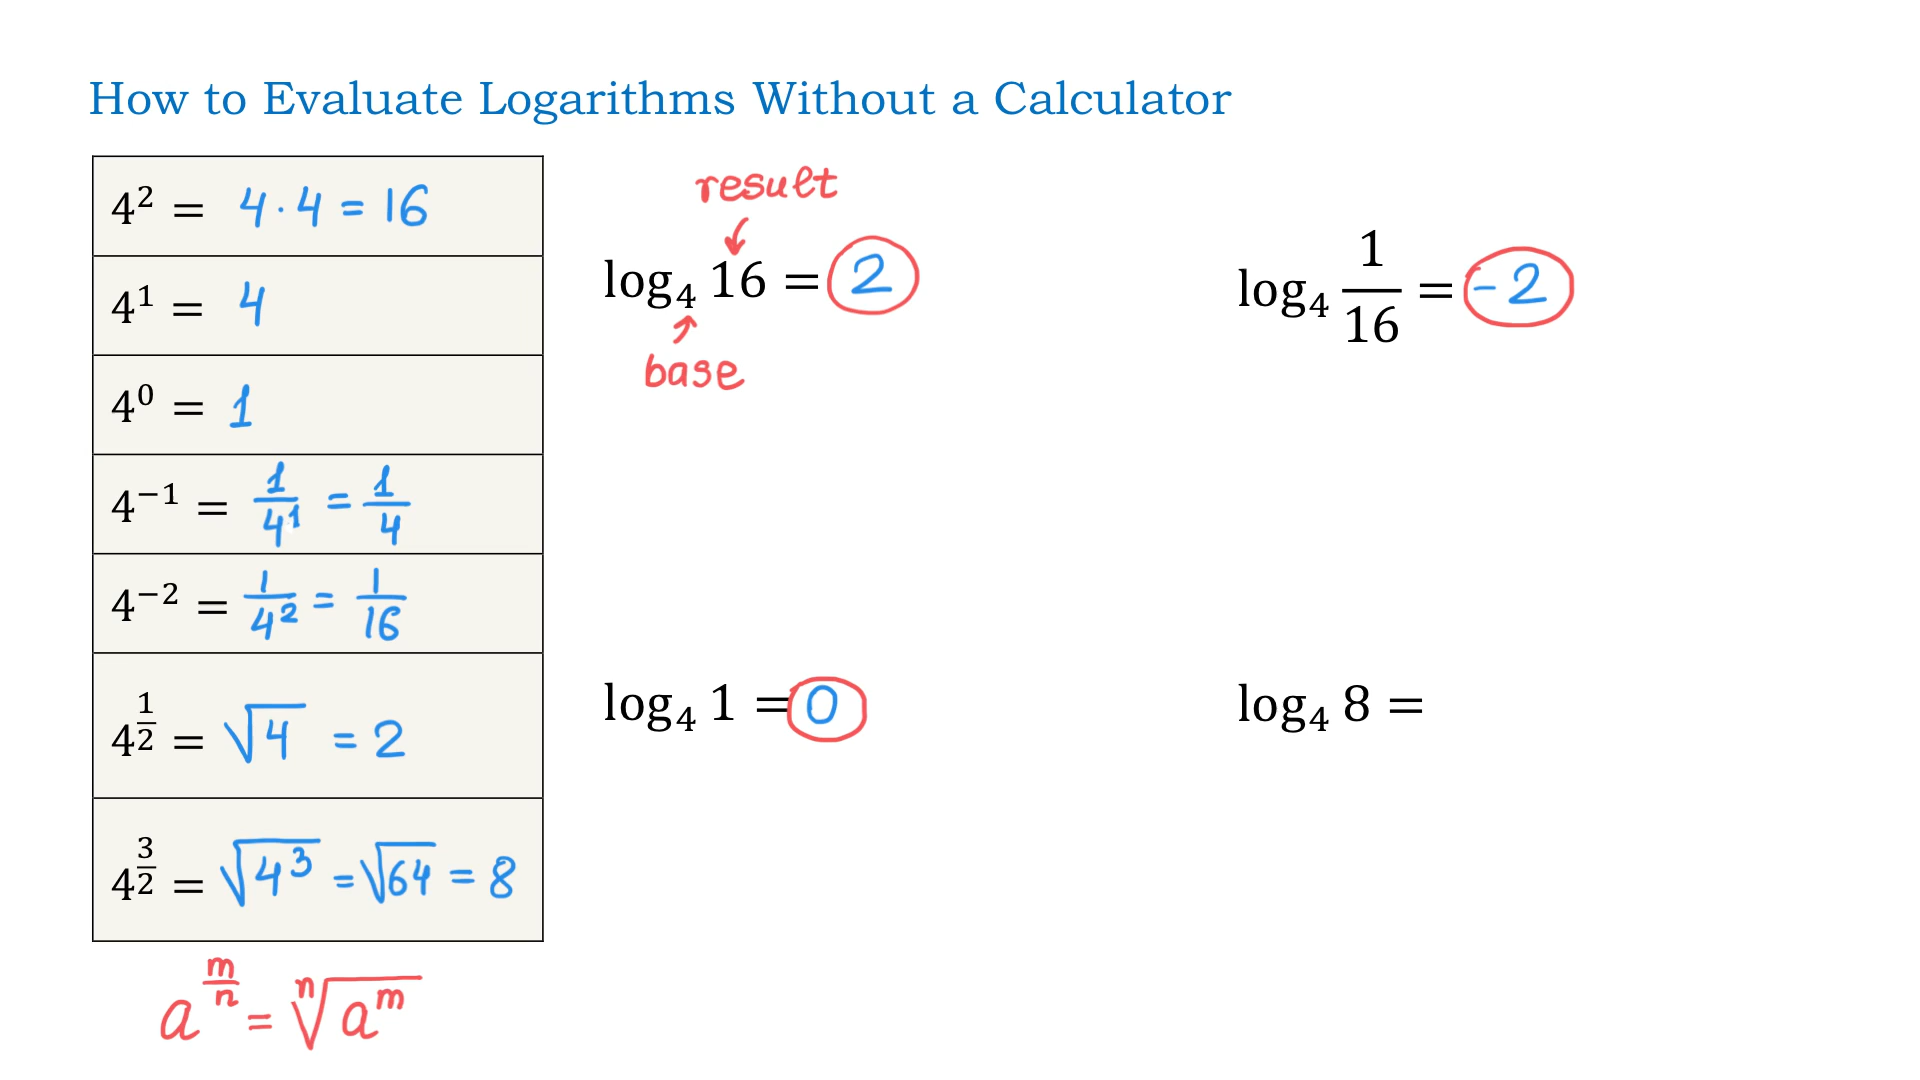 How to Evaluate Logarithms Without a Calculator
4² = 4 · 4 = 16
4¹ = 4
4⁰ = 1
4⁻¹ = 1/4¹ = 1/4
4⁻² = 1/4² = 1/16
4^(1/2) = √4 = 2
4^(3/2) = √(4³) = √64 = 8
a^(m/n) = ⁿ√(a^m)
result
log₄ 16 = 2
base
log₄ 1/16 = -2
log₄ 1 = 0
log₄ 8 =